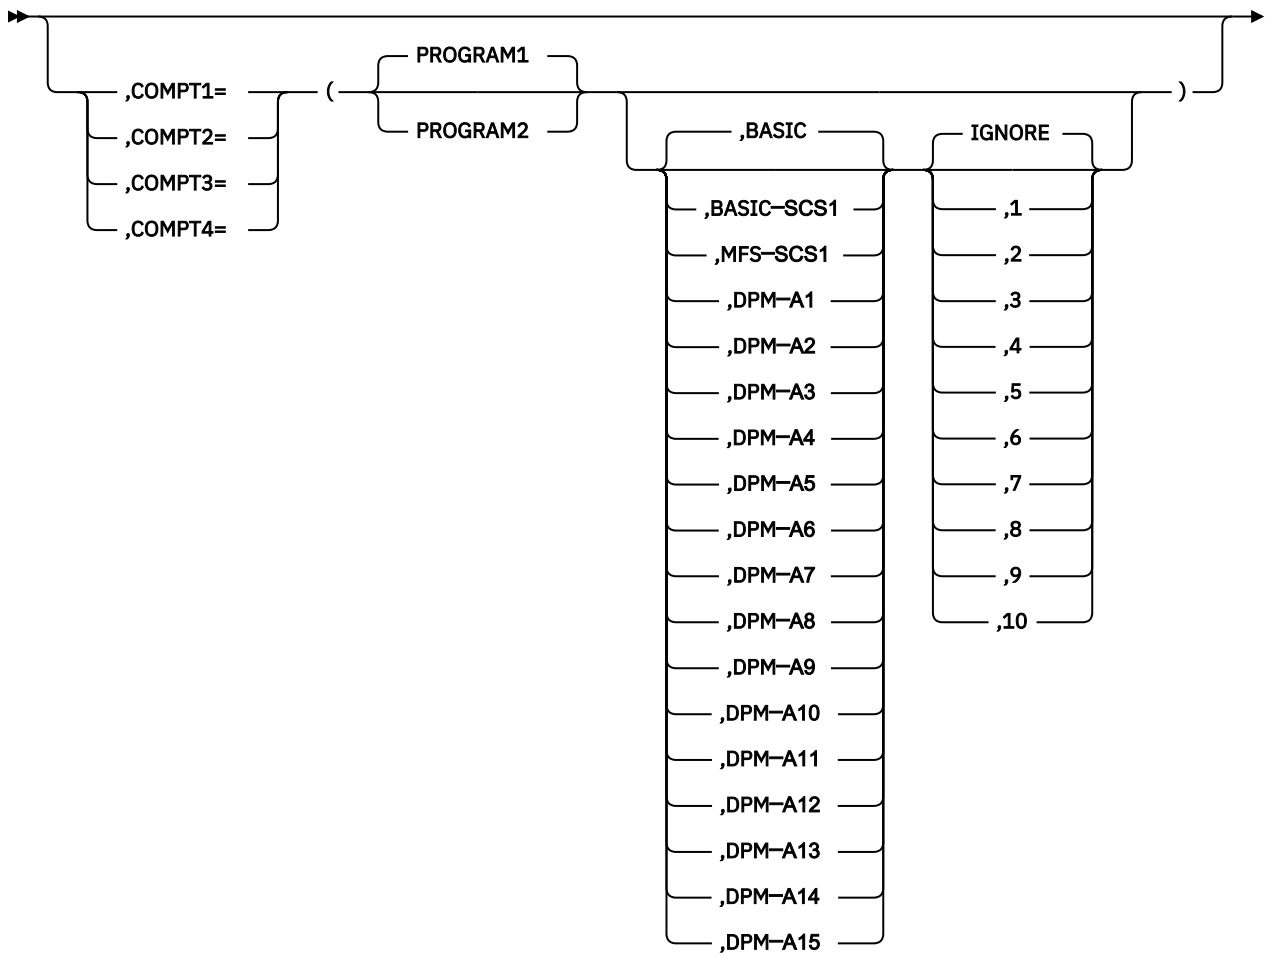 PROGRAM1
,COMPT1= ( )
PROGRAM2
,BASIC IGNORE
,COMPT2=
,COMPT3=
,BASIC-SCS1 ,1
,COMPT4=
,MFS-SCS1 ,2
,DPM-A1 ,3
,DPM-A2 ,4
,DPM-A3 ,5
,DPM-A4 ,6
,DPM-A5 ,7
,DPM-A6 ,8
,DPM-A7 ,9
,DPM-A8 ,10
,DPM-A9
,DPM-A10
,DPM-A11
,DPM-A12
,DPM-A13
,DPM-A14
,DPM-A15